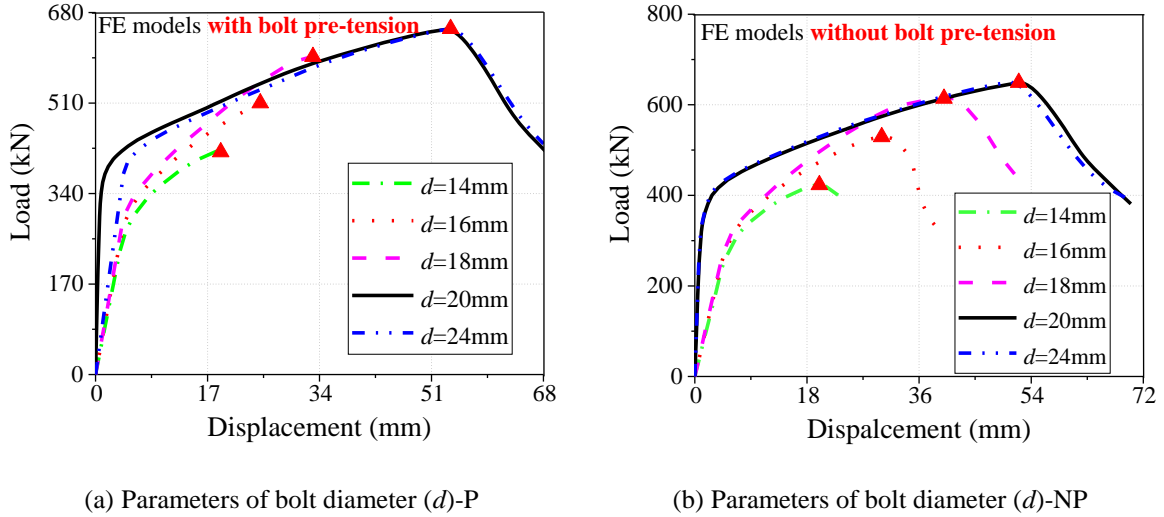 FE models with bolt pre-tension
680
510
340
170
0
Load (kN)
d=14mm
d=16mm
d=18mm
d=20mm
d=24mm
0 17 34 51 68
Displacement (mm)
(a) Parameters of bolt diameter (d)-P
FE models without bolt pre-tension
800
600
400
200
0
Load (kN)
d=14mm
d=16mm
d=18mm
d=20mm
d=24mm
0 18 36 54 72
Dispalcement (mm)
(b) Parameters of bolt diameter (d)-NP